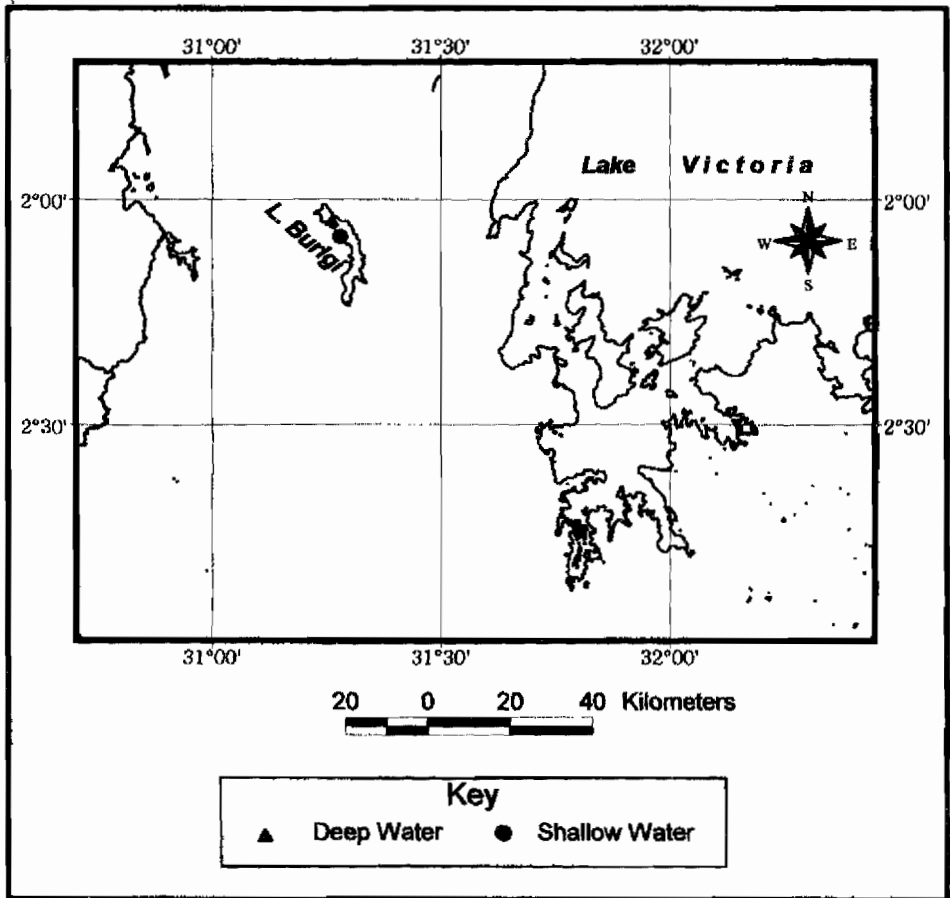 31°00' 31°30' 32°00'
Lake Victoria
2°00' 2°00'
N
L. Burigi
W E
S
2°30' 2°30'
31°00' 31°30' 32°00'
20 0 20 40 Kilometers
Key
Deep Water Shallow Water